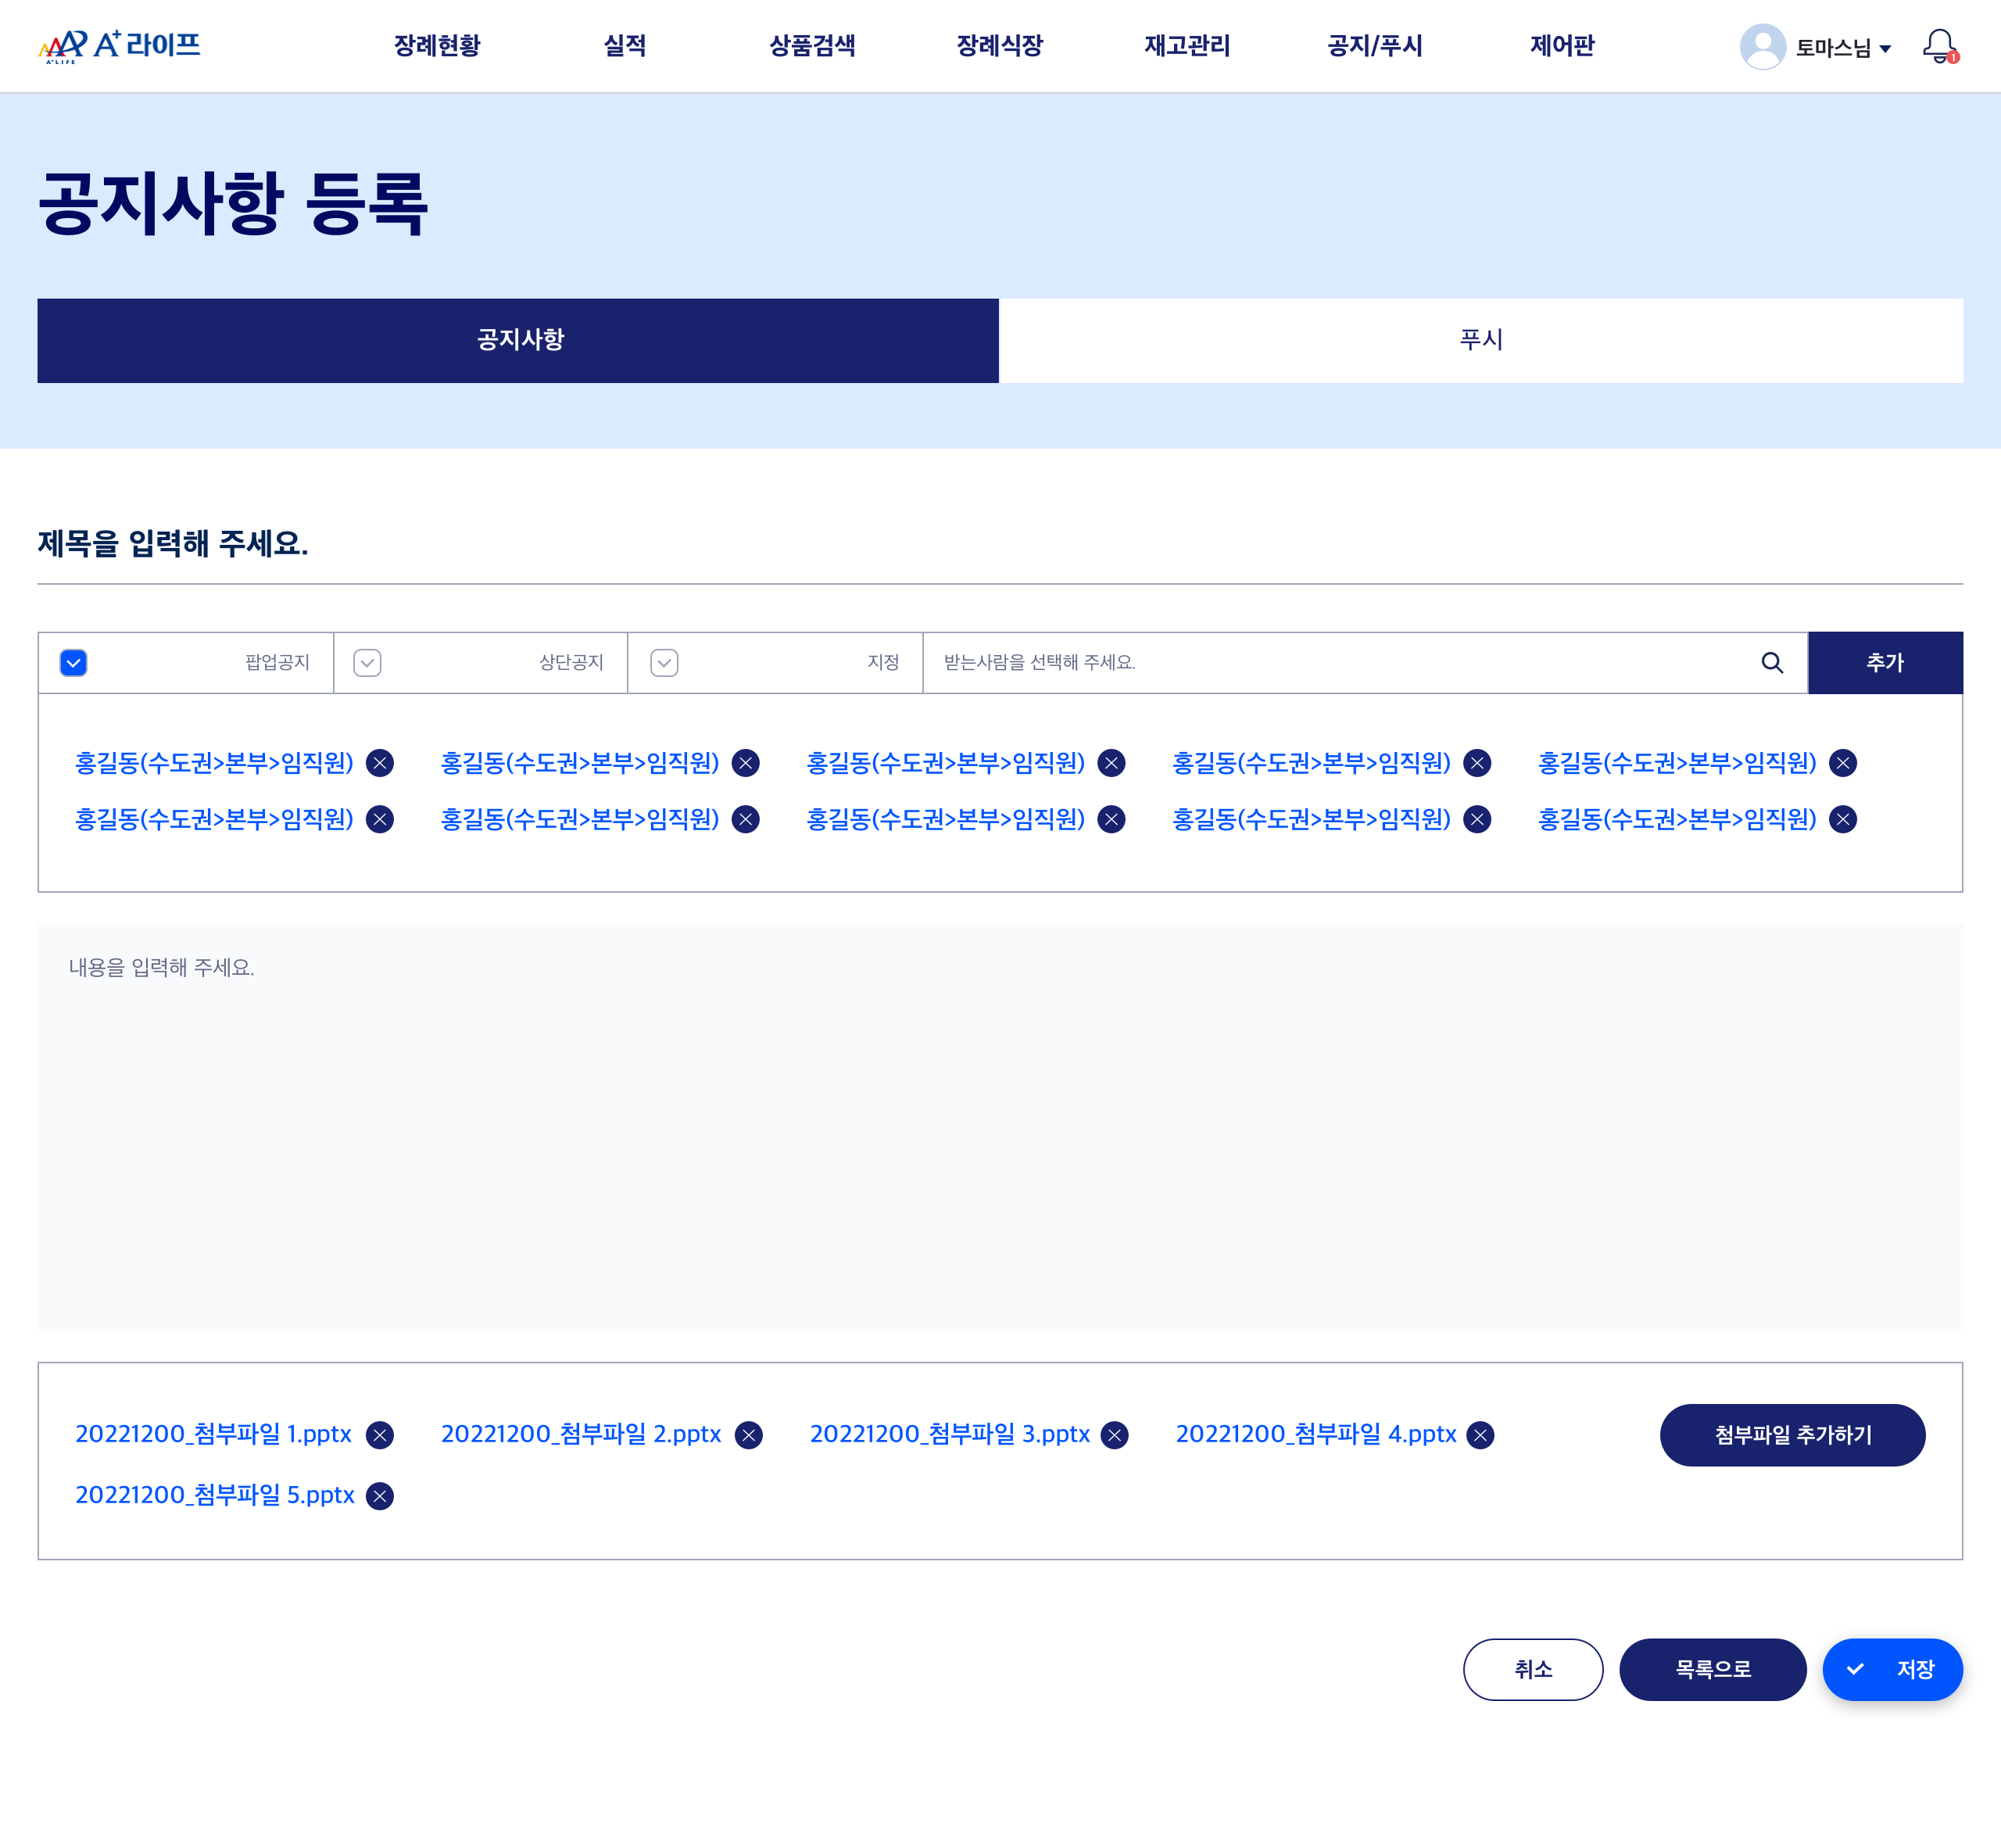 A+ 라이프
A+LIFE
장례현황 실적 상품검색 장례식장 재고관리 공지/푸시 제어판 토마스님 1
공지사항 등록
공지사항 푸시
제목을 입력해 주세요.
팝업공지 상단공지 지정 받는사람을 선택해 주세요. 추가
홍길동(수도권>본부>임직원) 홍길동(수도권>본부>임직원) 홍길동(수도권>본부>임직원) 홍길동(수도권>본부>임직원) 홍길동(수도권>본부>임직원)
홍길동(수도권>본부>임직원) 홍길동(수도권>본부>임직원) 홍길동(수도권>본부>임직원) 홍길동(수도권>본부>임직원) 홍길동(수도권>본부>임직원)
내용을 입력해 주세요.
20221200_첨부파일 1.pptx 20221200_첨부파일 2.pptx 20221200_첨부파일 3.pptx 20221200_첨부파일 4.pptx 첨부파일 추가하기
20221200_첨부파일 5.pptx
취소 목록으로 저장